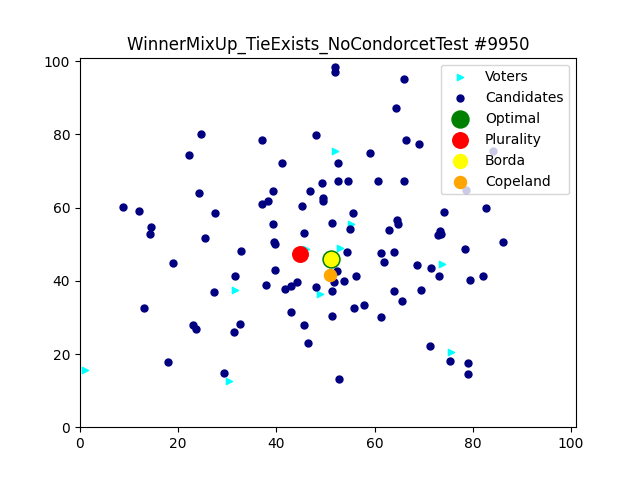 WinnerMixUp_TieExists_NoCondorcetTest #9950
100
80
60
40
20
0
0 20 40 60 80 100
Voters
Candidates
Optimal
Plurality
Borda
Copeland